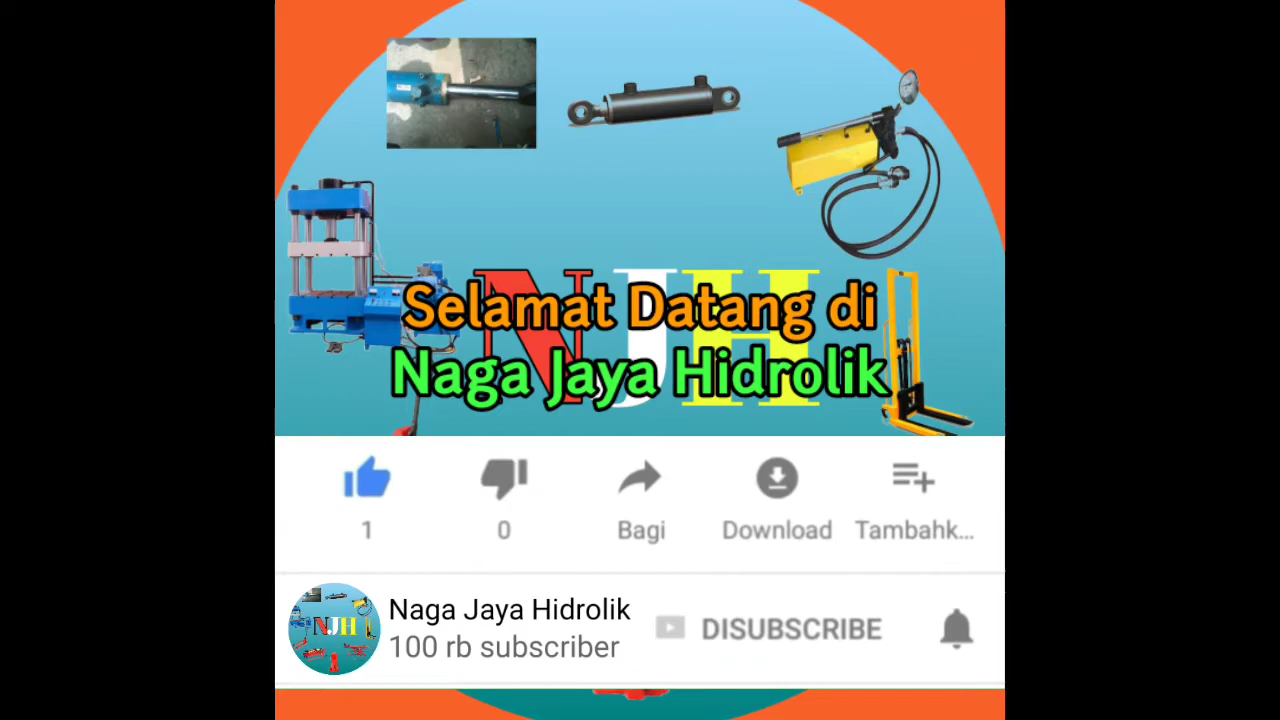 NJH
Selamat Datang di
Naga Jaya Hidrolik
1
0
Bagi
Download
Tambahk...
NJH
Naga Jaya Hidrolik
100 rb subscriber
DISUBSCRIBE